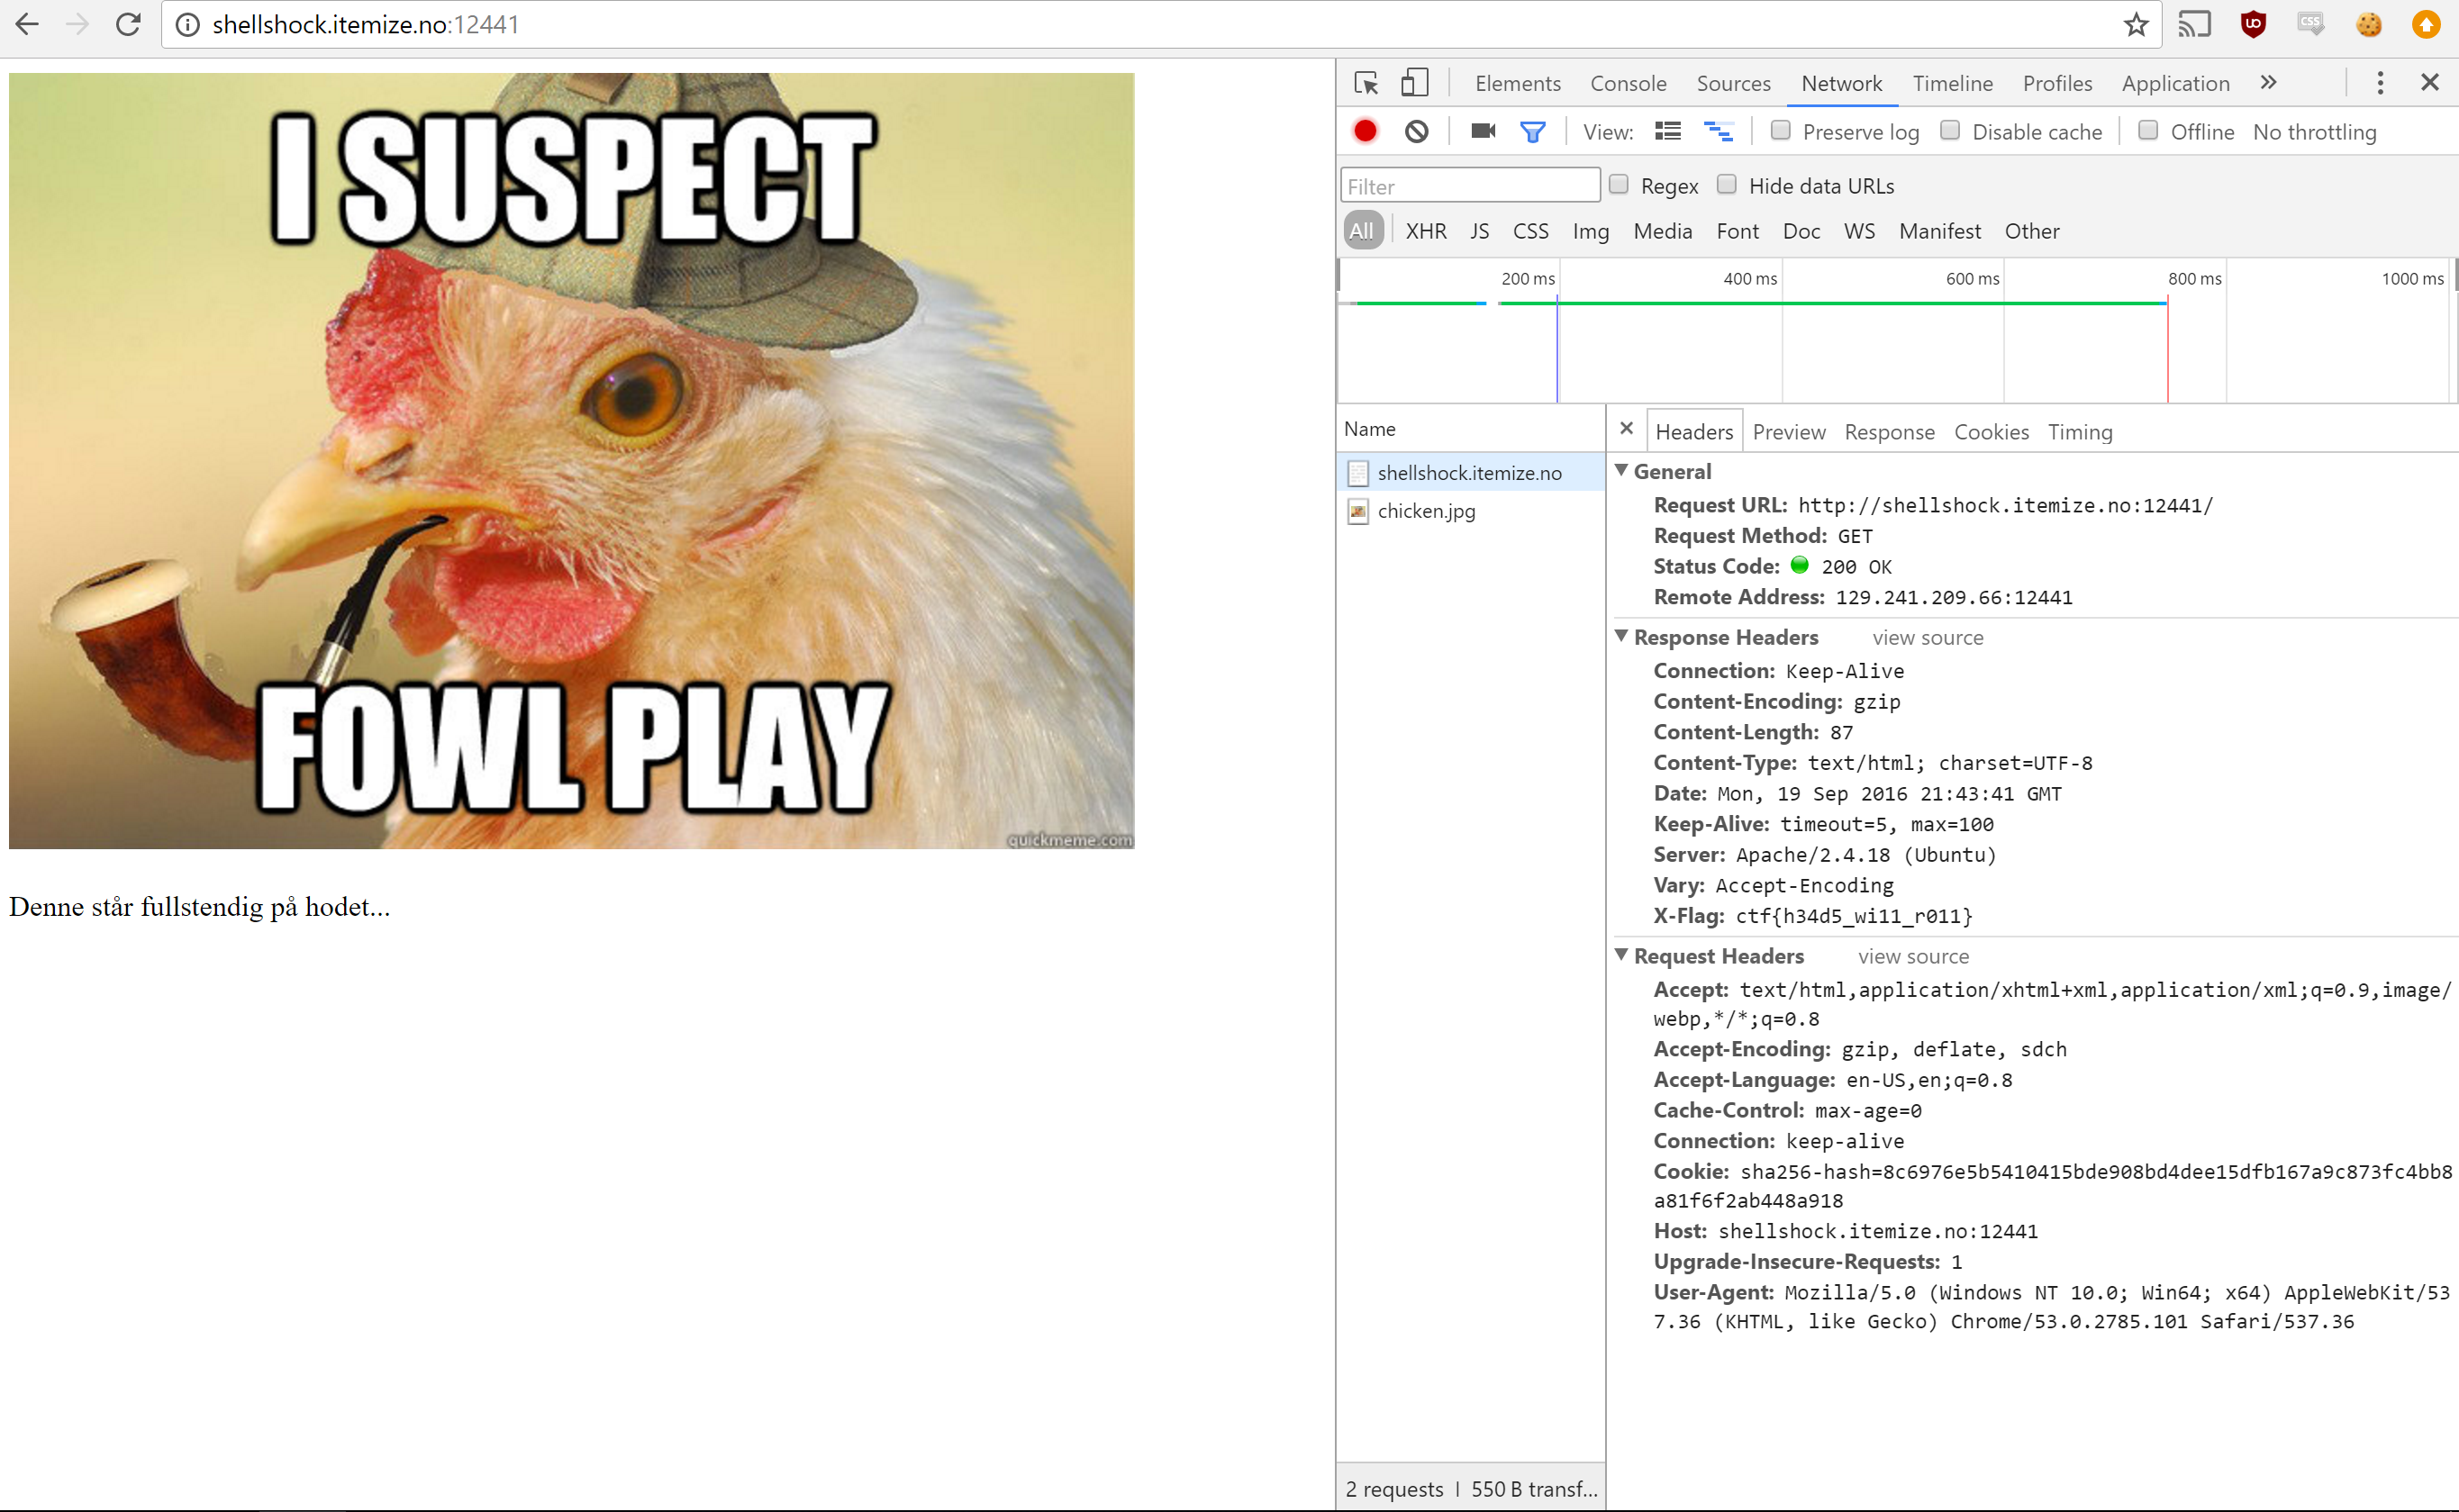 shellshock.itemize.no:12441
I SUSPECT
FOWL PLAY
quickmeme.com
Denne står fullstendig på hodet...
Elements Console Sources Network Timeline Profiles Application
View: Preserve log Disable cache Offline No throttling
Filter Regex Hide data URLs
All XHR JS CSS Img Media Font Doc WS Manifest Other
200 ms 400 ms 600 ms 800 ms 1000 ms
Name
shellshock.itemize.no
chicken.jpg
2 requests | 550 B transf...
Headers Preview Response Cookies Timing
General
Request URL: http://shellshock.itemize.no:12441/
Request Method: GET
Status Code: 200 OK
Remote Address: 129.241.209.66:12441
Response Headers view source
Connection: Keep-Alive
Content-Encoding: gzip
Content-Length: 87
Content-Type: text/html; charset=UTF-8
Date: Mon, 19 Sep 2016 21:43:41 GMT
Keep-Alive: timeout=5, max=100
Server: Apache/2.4.18 (Ubuntu)
Vary: Accept-Encoding
X-Flag: ctf{h34d5_wi11_r011}
Request Headers view source
Accept: text/html,application/xhtml+xml,application/xml;q=0.9,image/
webp,*/*;q=0.8
Accept-Encoding: gzip, deflate, sdch
Accept-Language: en-US,en;q=0.8
Cache-Control: max-age=0
Connection: keep-alive
Cookie: sha256-hash=8c6976e5b5410415bde908bd4dee15dfb167a9c873fc4bb8
a81f6f2ab448a918
Host: shellshock.itemize.no:12441
Upgrade-Insecure-Requests: 1
User-Agent: Mozilla/5.0 (Windows NT 10.0; Win64; x64) AppleWebKit/53
7.36 (KHTML, like Gecko) Chrome/53.0.2785.101 Safari/537.36